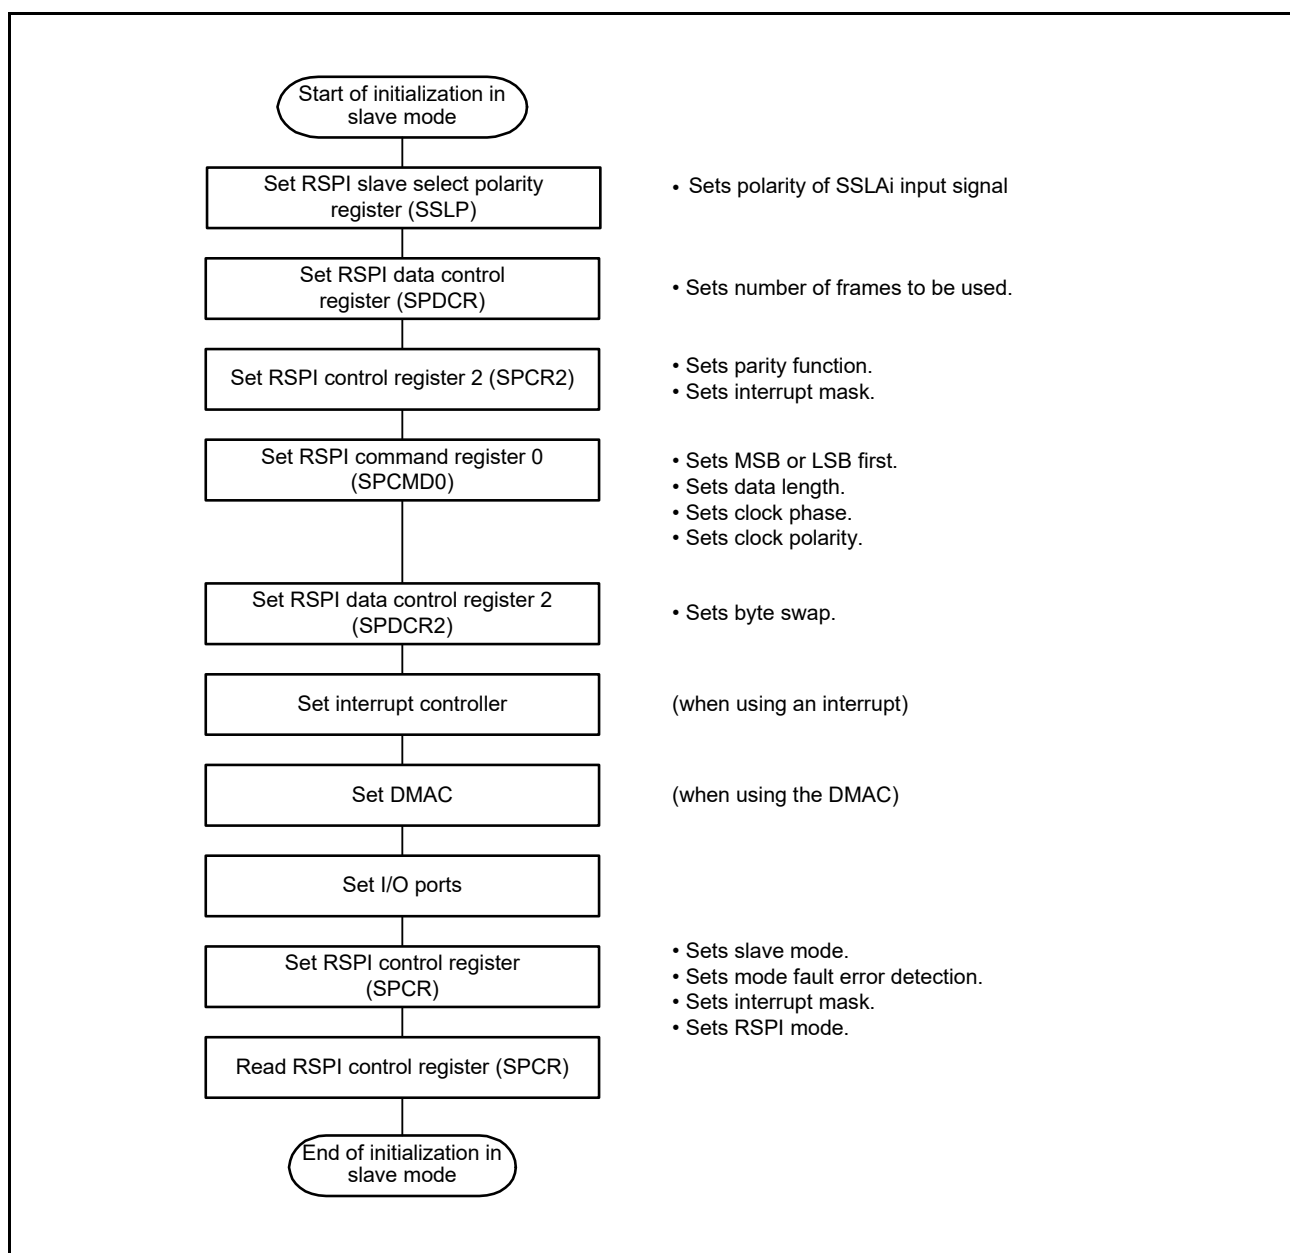 Start of initialization in
slave mode
Set RSPI slave select polarity
register (SSLP)
• Sets polarity of SSLAi input signal
Set RSPI data control
register (SPDCR)
• Sets number of frames to be used.
Set RSPI control register 2 (SPCR2)
• Sets parity function.
• Sets interrupt mask.
Set RSPI command register 0
(SPCMD0)
• Sets MSB or LSB first.
• Sets data length.
• Sets clock phase.
• Sets clock polarity.
Set RSPI data control register 2
(SPDCR2)
• Sets byte swap.
Set interrupt controller
(when using an interrupt)
Set DMAC
(when using the DMAC)
Set I/O ports
Set RSPI control register
(SPCR)
• Sets slave mode.
• Sets mode fault error detection.
• Sets interrupt mask.
• Sets RSPI mode.
Read RSPI control register (SPCR)
End of initialization in
slave mode